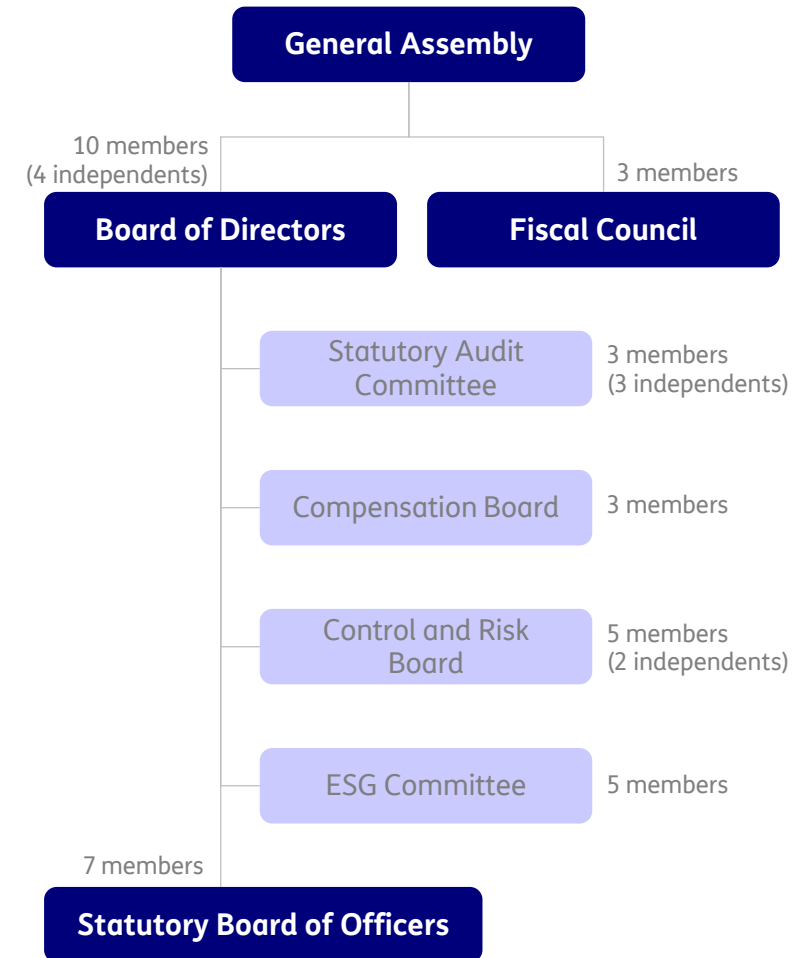 General Assembly
10 members
(4 independents)
3 members
Board of Directors
Fiscal Council
Statutory Audit
Committee
3 members
(3 independents)
Compensation Board
3 members
Control and Risk
Board
5 members
(2 independents)
ESG Committee
5 members
7 members
Statutory Board of Officers